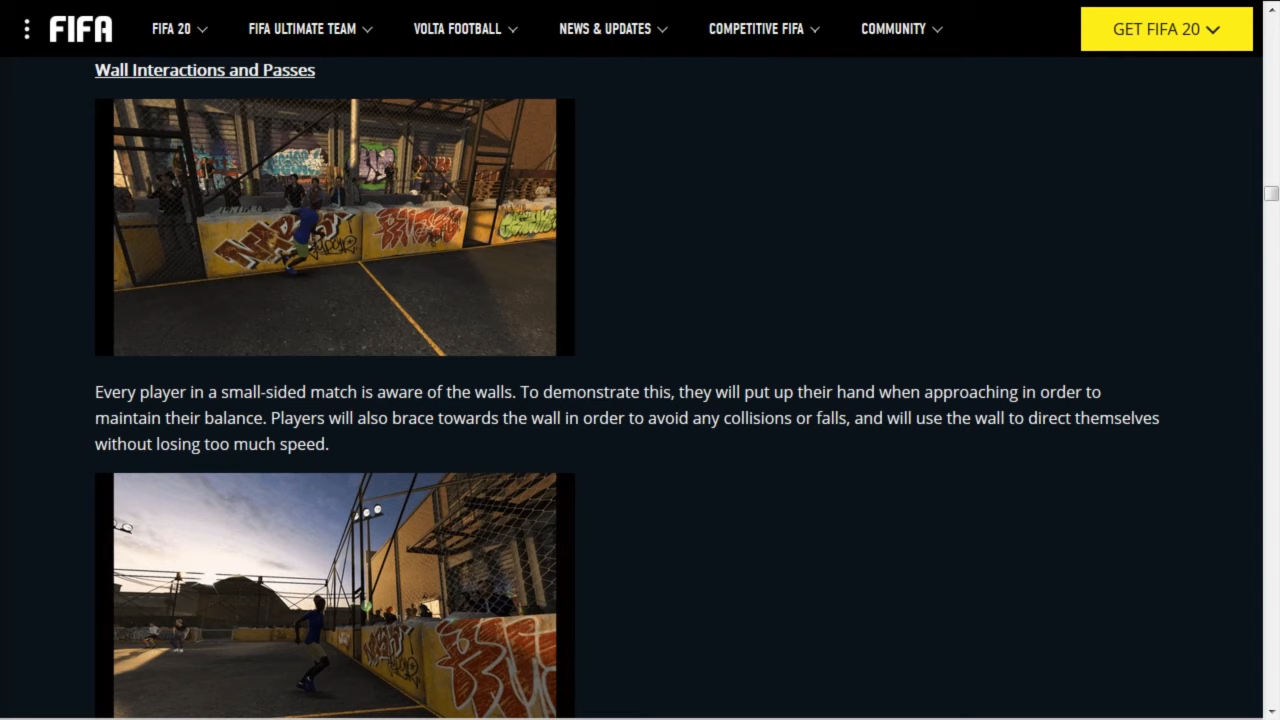 FIFA
FIFA 20
FIFA ULTIMATE TEAM
VOLTA FOOTBALL
NEWS & UPDATES
COMPETITIVE FIFA
COMMUNITY
GET FIFA 20
Wall Interactions and Passes
Every player in a small-sided match is aware of the walls. To demonstrate this, they will put up their hand when approaching in order to
maintain their balance. Players will also brace towards the wall in order to avoid any collisions or falls, and will use the wall to direct themselves
without losing too much speed.